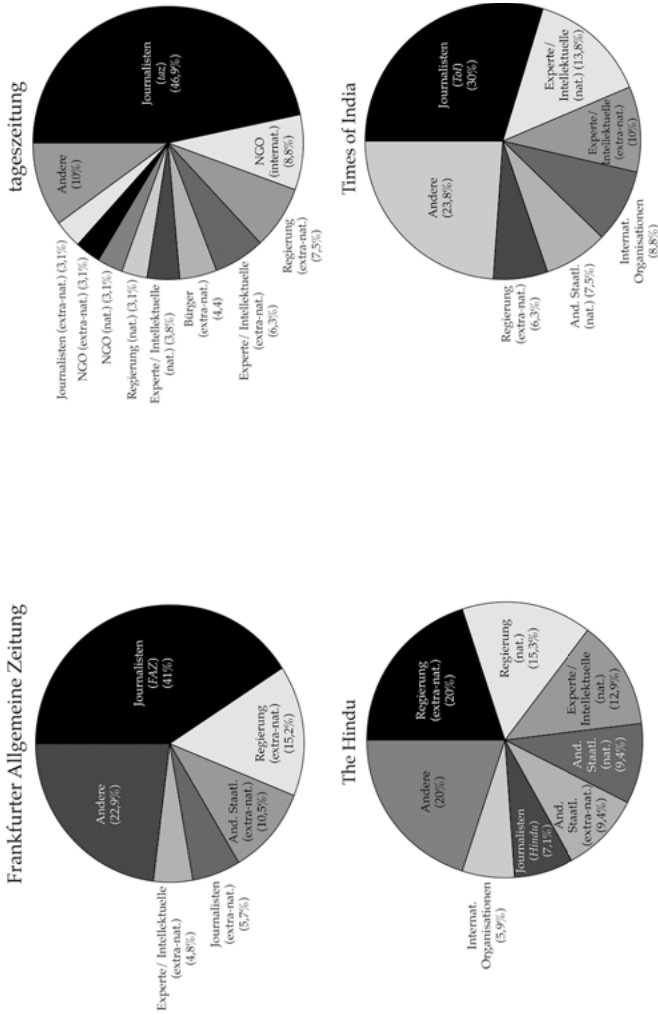 Frankfurter Allgemeine Zeitung
Journalisten
(FAZ)
(41%)
Regierung
(extra-nat.)
(15,2%)
And. Staatl.
(extra-nat.)
(10,5%)
Journalisten
(extra-nat.)
(5,7%)
Experte/ Intellektuelle
(extra-nat.)
(4,8%)
Andere
(22,9%)
tageszeitung
Journalisten
(taz)
(46,9%)
NGO
(internat.)
(8,8%)
Regierung
(extra-nat.)
(7,5%)
Experte/ Intellektuelle
(extra-nat.)
(6,3%)
Bürger
(extra-nat.)
(4,4)
Experte/ Intellektuelle
(nat.) (3,8%)
Regierung (nat.) (3,1%)
NGO (nat.) (3,1%)
NGO (extra-nat.) (3,1%)
Journalisten (extra-nat.) (3,1%)
Andere
(10%)
The Hindu
Regierung
(extra-nat.)
(20%)
Regierung
(nat.)
(15,3%)
Experte/
Intellektuelle
(nat.)
(12,9%)
And.
Staatl.
(nat.)
(9,4%)
And.
Staatl.
(extra-nat.)
(9,4%)
Journalisten
(Hindu)
(7,1%)
Internat.
Organisationen
(5,9%)
Andere
(20%)
Times of India
Journalisten
(ToI)
(30%)
Experte/
Intellektuelle
(nat.) (13,8%)
Experte/
Intellektuelle
(extra-nat.)
(10%)
Internat.
Organisationen
(8,8%)
And. Staatl.
(nat.) (7,5%)
Regierung
(extra-nat.)
(6,3%)
Andere
(23,8%)